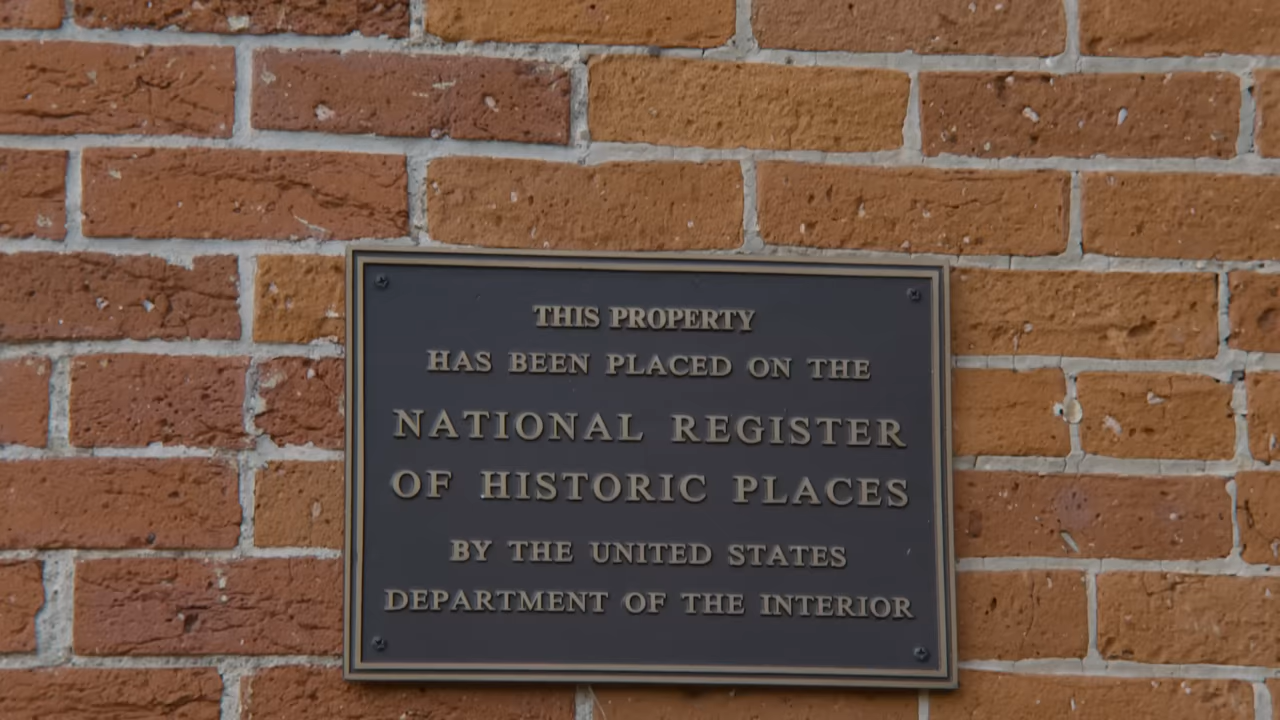 THIS PROPERTY
HAS BEEN PLACED ON THE
NATIONAL REGISTER
OF HISTORIC PLACES
BY THE UNITED STATES
DEPARTMENT OF THE INTERIOR